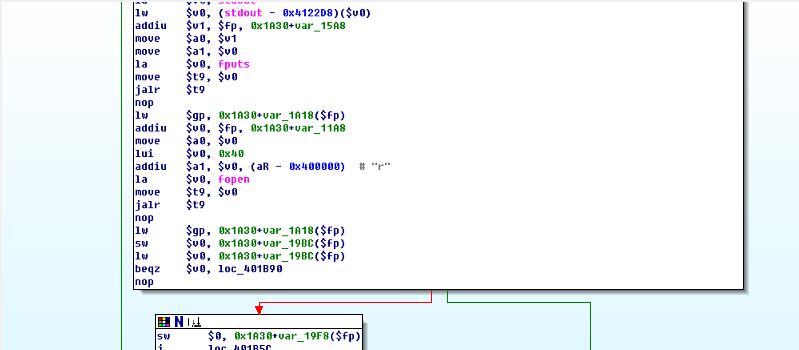 lw $v0, (stdout - 0x4122D8)($v0)
addiu $v1, $fp, 0x1A30+var_15A8
move $a0, $v1
move $a1, $v0
la $v0, fputs
move $t9, $v0
jalr $t9
nop
lw $gp, 0x1A30+var_1A18($fp)
addiu $v0, $fp, 0x1A30+var_11A8
move $a0, $v0
lui $v0, 0x40
addiu $a1, $v0, (aR - 0x400000) # "r"
la $v0, fopen
move $t9, $v0
jalr $t9
nop
lw $gp, 0x1A30+var_1A18($fp)
sw $v0, 0x1A30+var_19BC($fp)
lw $v0, 0x1A30+var_19BC($fp)
beqz $v0, loc_401B90
nop
sw $0, 0x1A30+var_19F8($fp)
j loc_401B5C